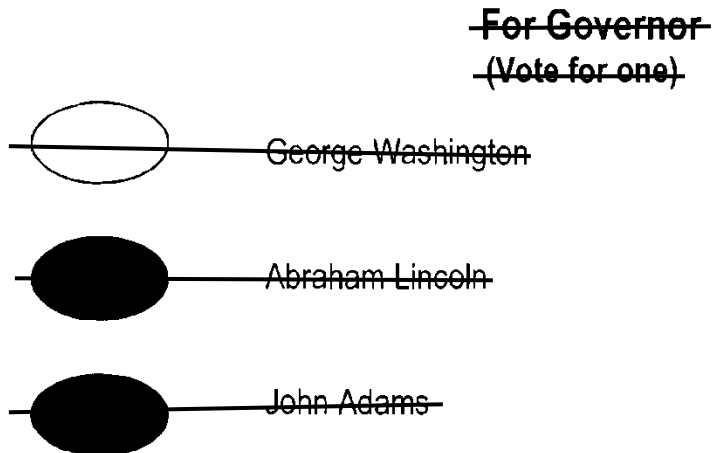 For Governor
(Vote for one)
George Washington
Abraham Lincoln
John Adams